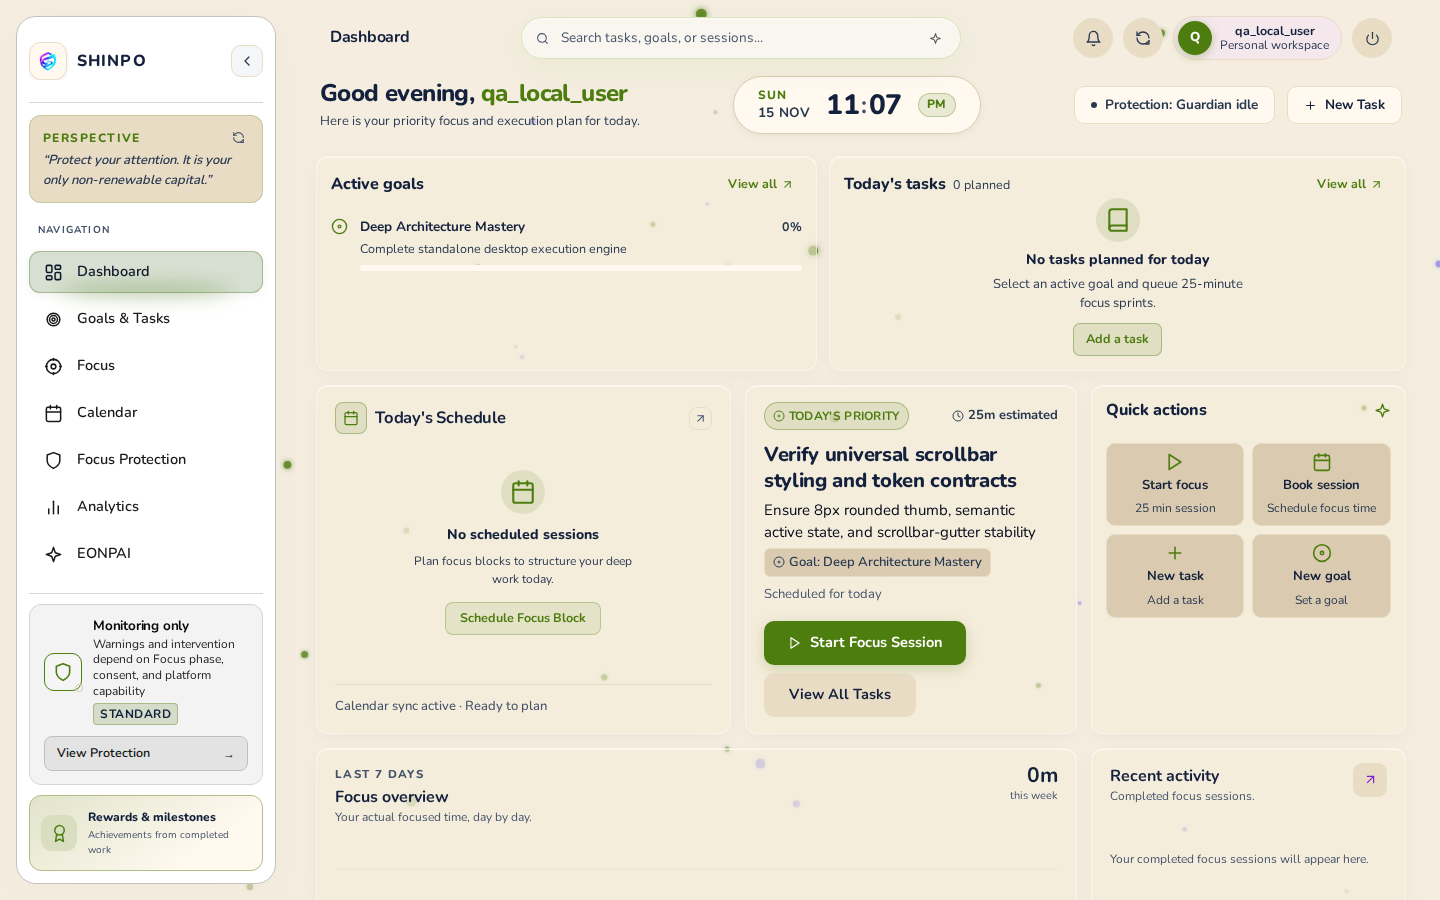 SHINPO
PERSPECTIVE
“Protect your attention. It is your
only non-renewable capital.”
NAVIGATION
Dashboard
Goals & Tasks
Focus
Calendar
Focus Protection
Analytics
EONPAI
Monitoring only
Warnings and intervention
depend on Focus phase,
consent, and platform
capability
STANDARD
View Protection →
Rewards & milestones
Achievements from completed
work
Dashboard
Search tasks, goals, or sessions...
Q
qa_local_user
Personal workspace
Good evening, qa_local_user
Here is your priority focus and execution plan for today.
SUN
15 NOV
11:07
PM
Protection: Guardian idle
New Task
Active goals
View all
Deep Architecture Mastery
0%
Complete standalone desktop execution engine
Today's tasks 0 planned
View all
No tasks planned for today
Select an active goal and queue 25-minute
focus sprints.
Add a task
Today's Schedule
No scheduled sessions
Plan focus blocks to structure your deep
work today.
Schedule Focus Block
Calendar sync active · Ready to plan
TODAY'S PRIORITY
25m estimated
Verify universal scrollbar
styling and token contracts
Ensure 8px rounded thumb, semantic
active state, and scrollbar-gutter stability
Goal: Deep Architecture Mastery
Scheduled for today
Start Focus Session
View All Tasks
Quick actions
Start focus
25 min session
Book session
Schedule focus time
New task
Add a task
New goal
Set a goal
LAST 7 DAYS
Focus overview
Your actual focused time, day by day.
0m
this week
Recent activity
Completed focus sessions.
Your completed focus sessions will appear here.